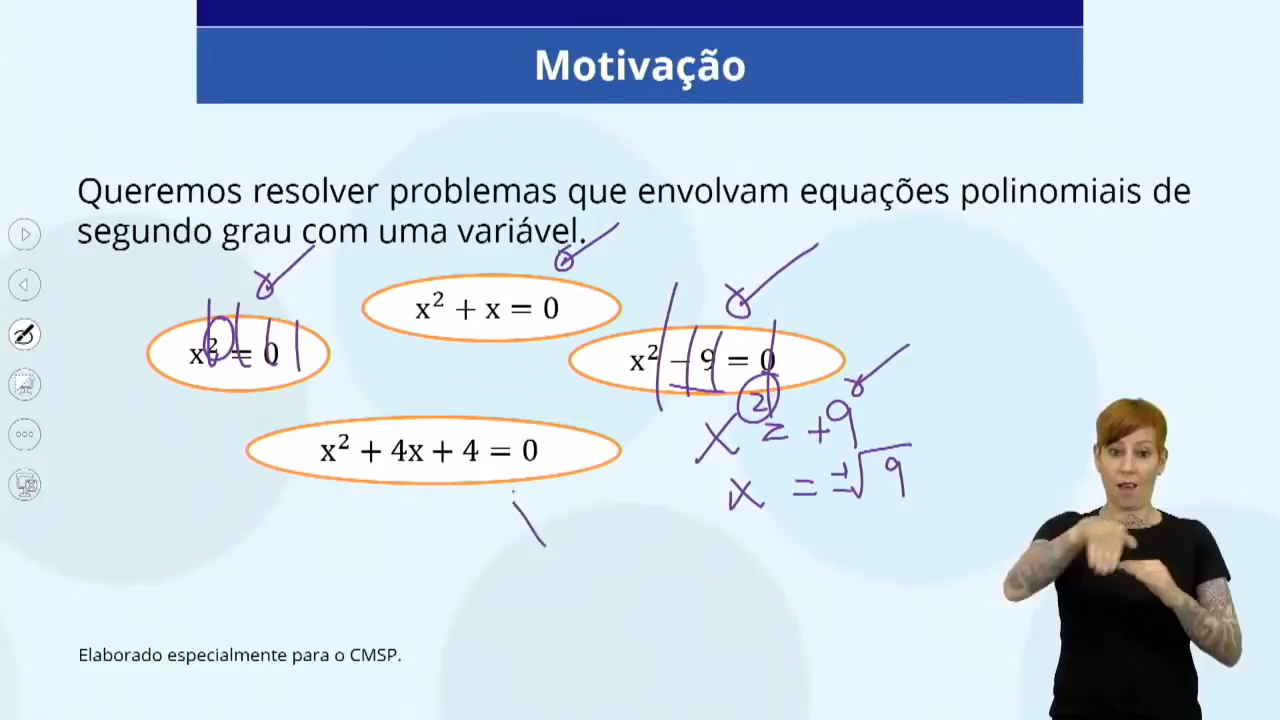 Motivação
Queremos resolver problemas que envolvam equações polinomiais de
segundo grau com uma variável.
x² + x = 0
x² = 0
x² − 9 = 0
x² = +9
x² + 4x + 4 = 0
x = ±√9
Elaborado especialmente para o CMSP.